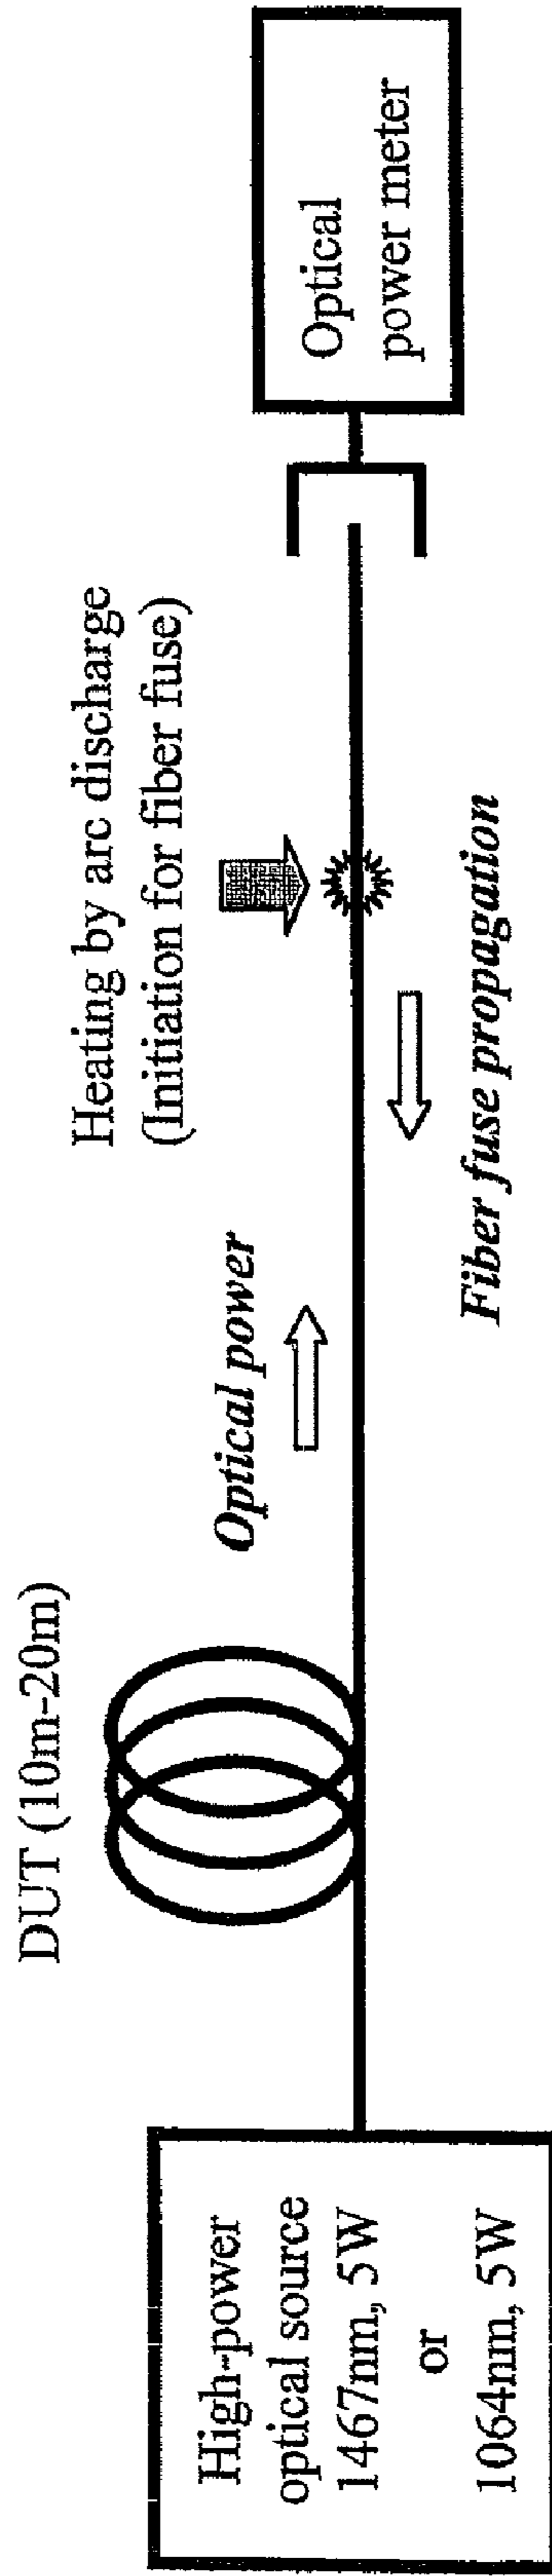 High-power
optical source
1467nm, 5W
or
1064nm, 5W
DUT (10m-20m)
Optical power
Heating by arc discharge
(Initiation for fiber fuse)
Fiber fuse propagation
Optical
power meter